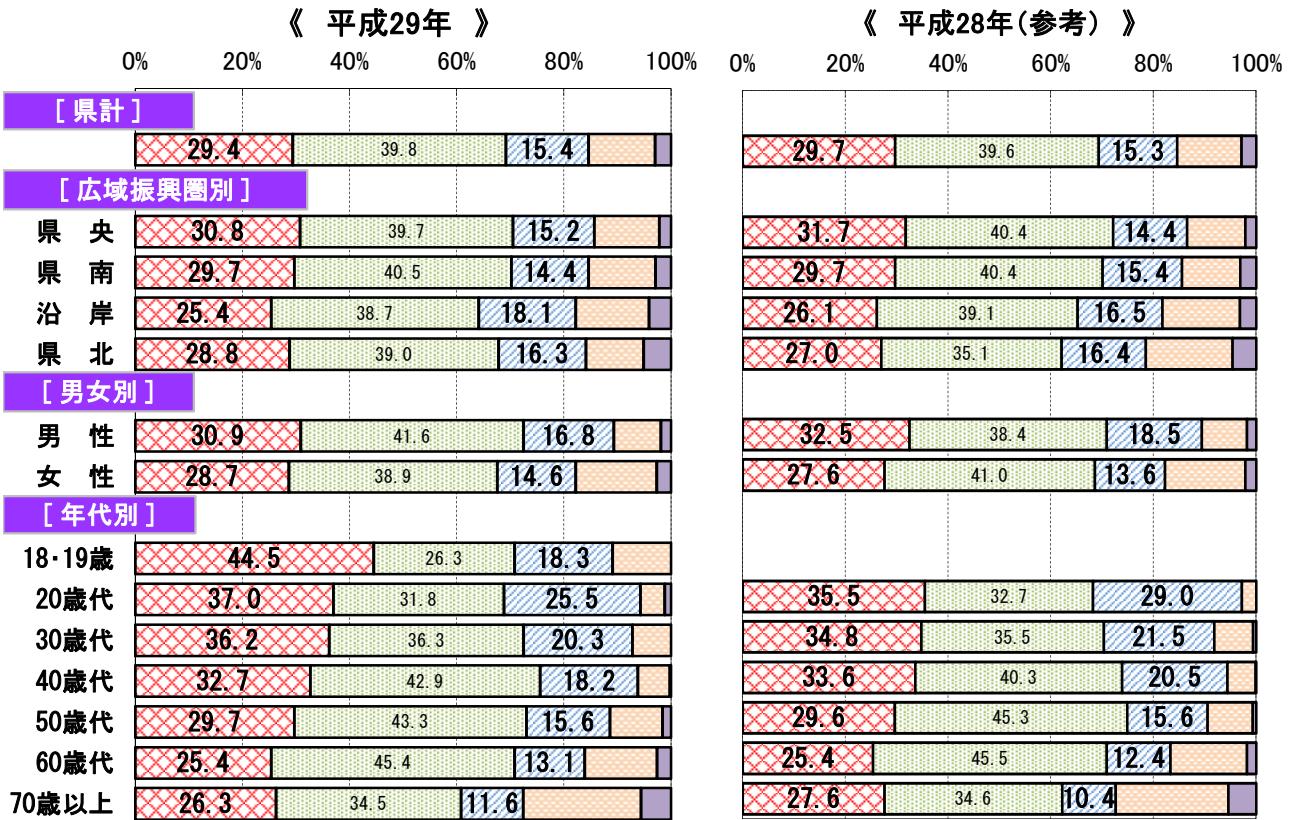 《 平成29年 》 《 平成28年（参考） 》
0% 20% 40% 60% 80% 100% 0% 20% 40% 60% 80% 100%
[ 県計 ]
29.4 39.8 15.4 29.7 39.6 15.3
[ 広域振興圏別 ]
県 央 30.8 39.7 15.2 31.7 40.4 14.4
県 南 29.7 40.5 14.4 29.7 40.4 15.4
沿 岸 25.4 38.7 18.1 26.1 39.1 16.5
県 北 28.8 39.0 16.3 27.0 35.1 16.4
[ 男女別 ]
男 性 30.9 41.6 16.8 32.5 38.4 18.5
女 性 28.7 38.9 14.6 27.6 41.0 13.6
[ 年代別 ]
18・19歳 44.5 26.3 18.3
20歳代 37.0 31.8 25.5 35.5 32.7 29.0
30歳代 36.2 36.3 20.3 34.8 35.5 21.5
40歳代 32.7 42.9 18.2 33.6 40.3 20.5
50歳代 29.7 43.3 15.6 29.6 45.3 15.6
60歳代 25.4 45.4 13.1 25.4 45.5 12.4
70歳以上 26.3 34.5 11.6 27.6 34.6 10.4